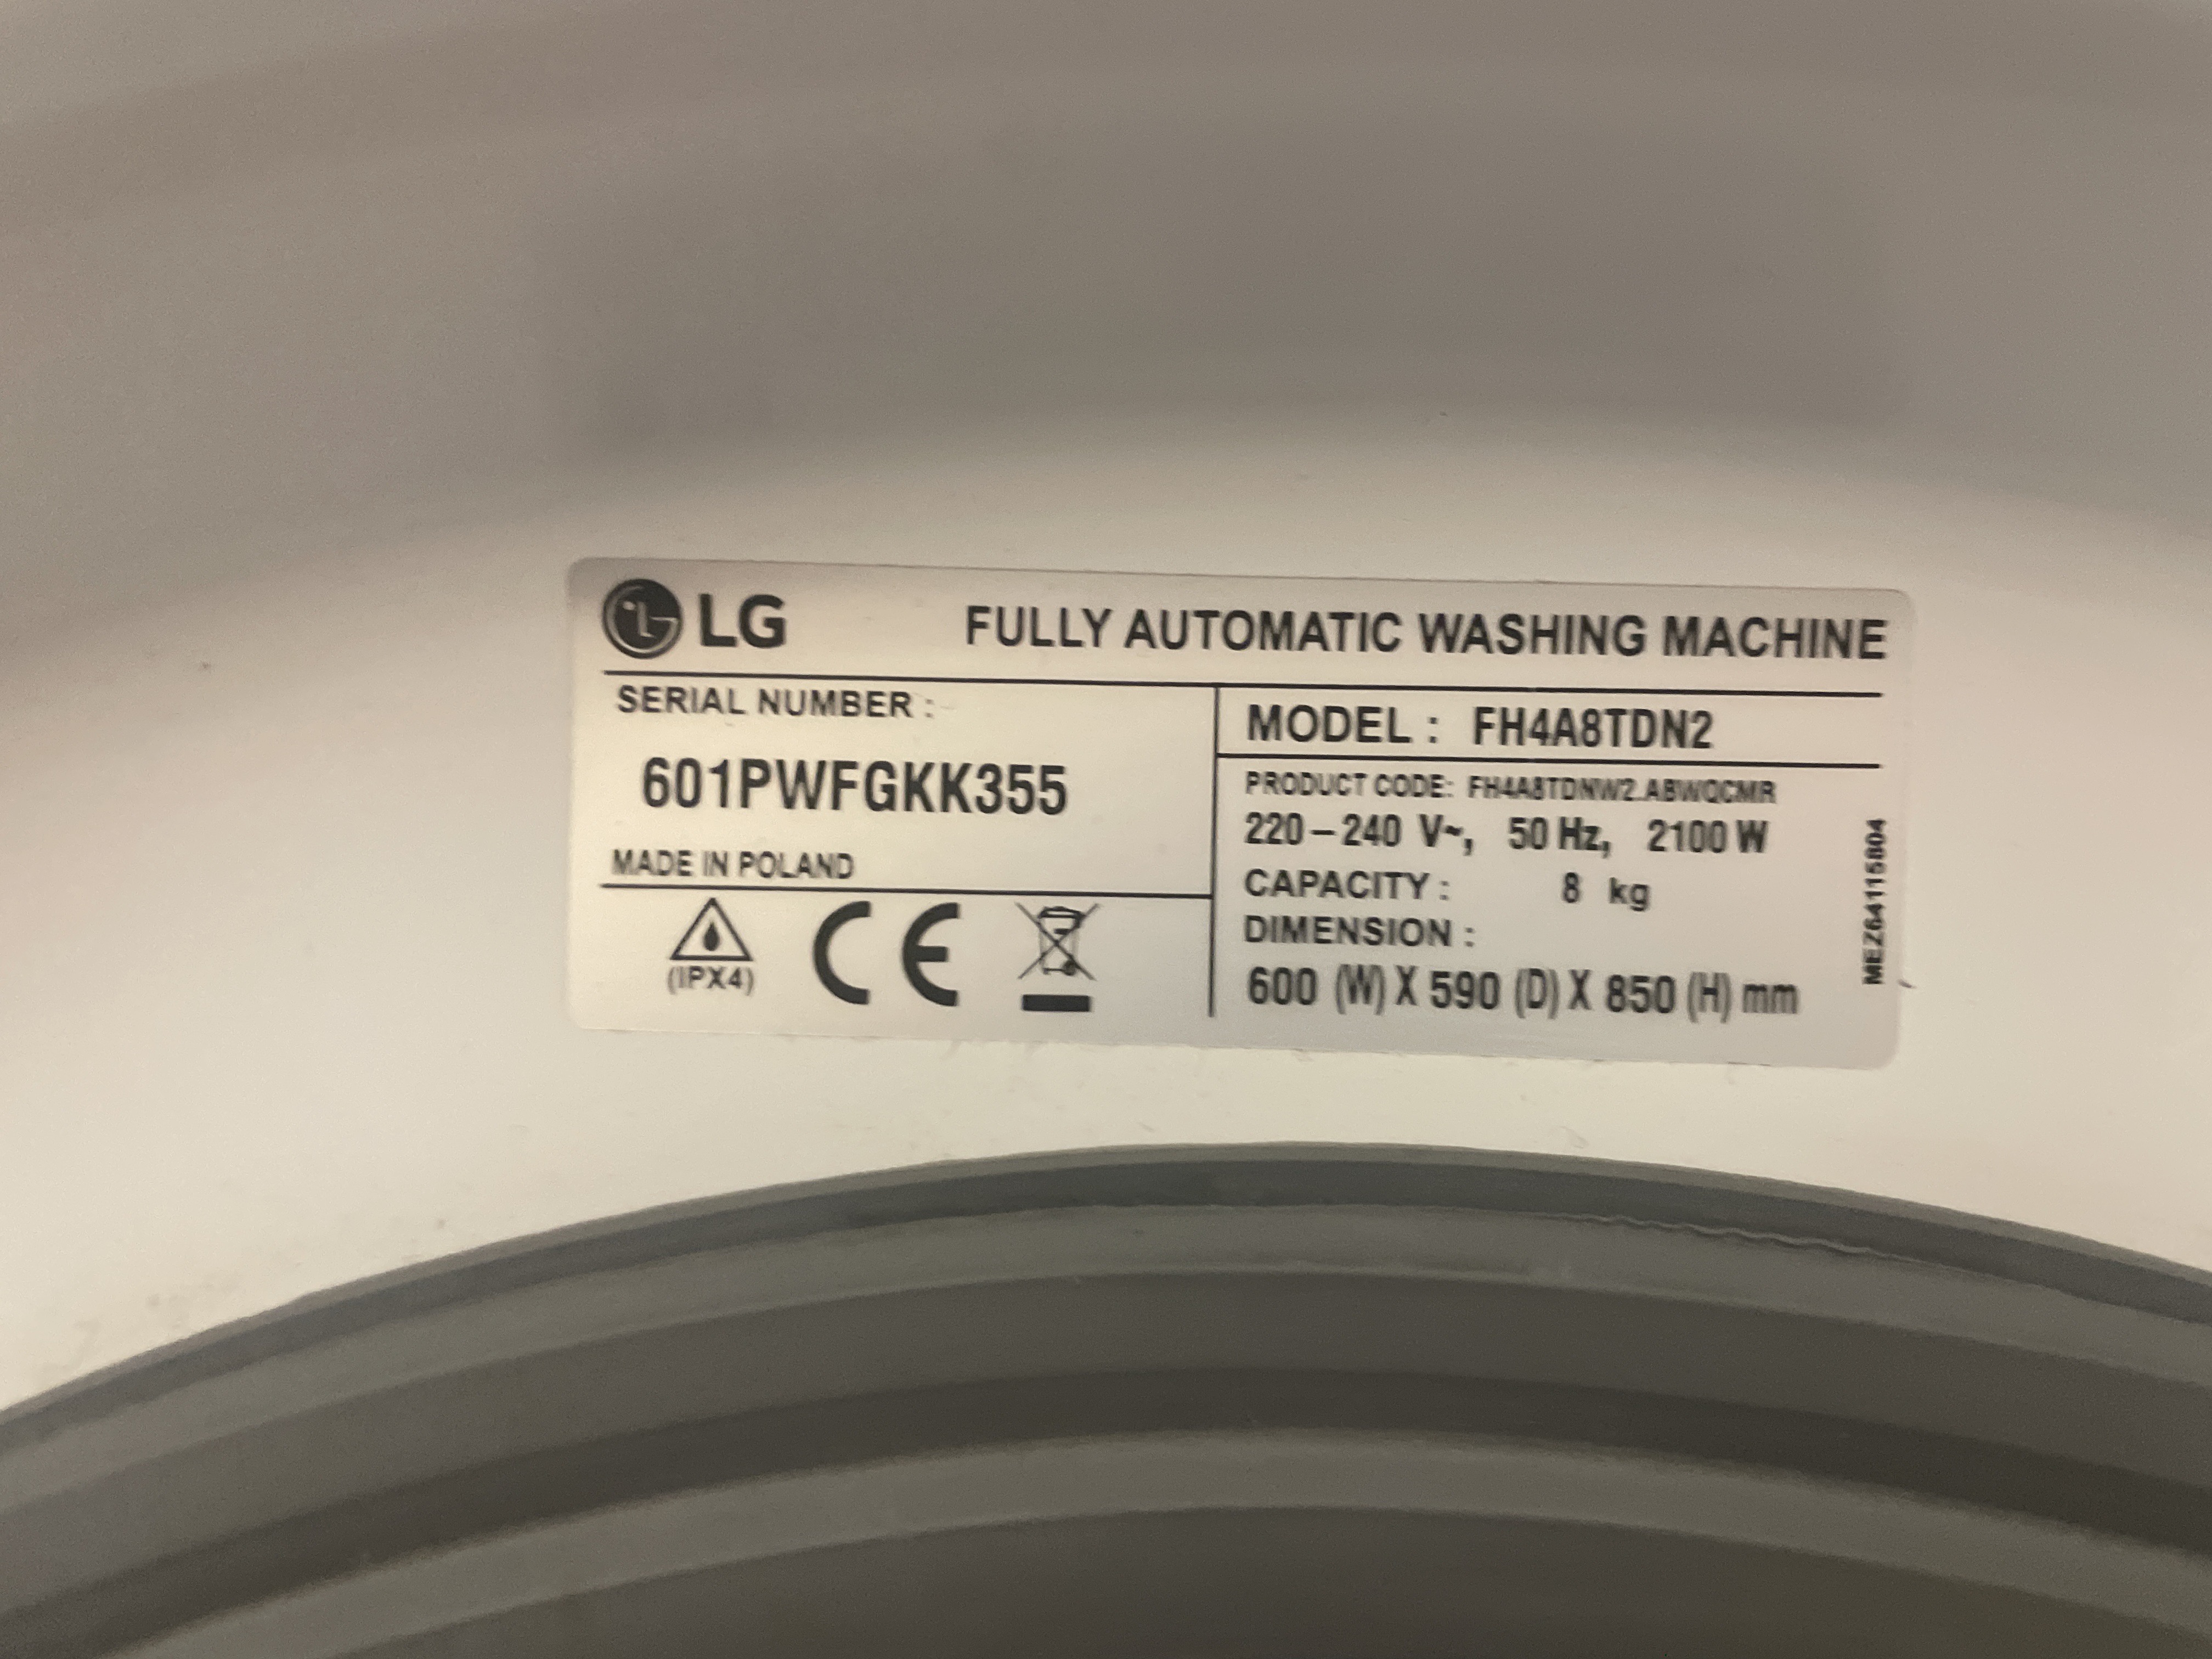 LG FULLY AUTOMATIC WASHING MACHINE
SERIAL NUMBER :
601PWFGKK355
MADE IN POLAND
(IPX4) CE
MODEL : FH4A8TDN2
PRODUCT CODE: FH4A8TDNW2.ABWQCMR
220–240 V~, 50 Hz, 2100 W
CAPACITY : 8 kg
DIMENSION :
600 (W) X 590 (D) X 850 (H) mm
MEZ64115804